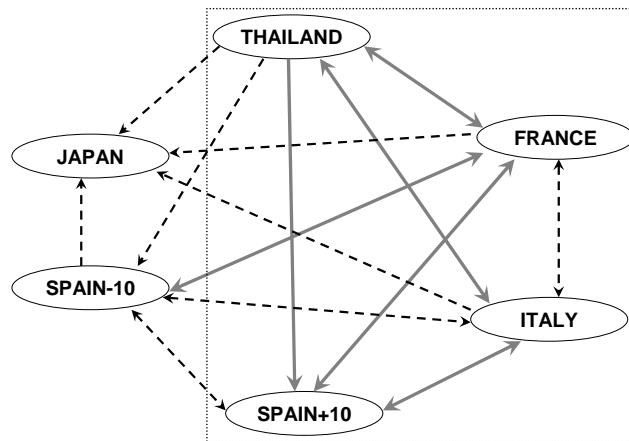 THAILAND
FRANCE
JAPAN
SPAIN-10
ITALY
SPAIN+10